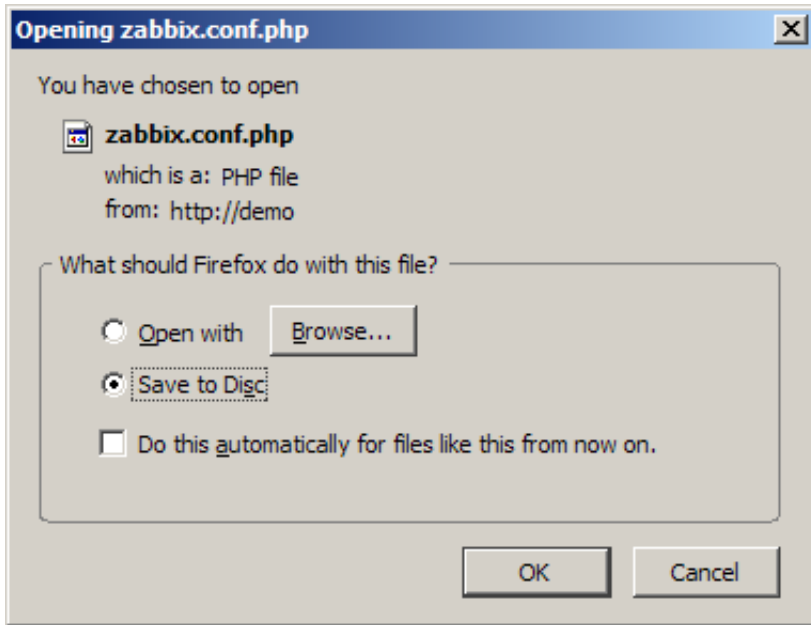 Opening zabbix.conf.php
You have chosen to open
zabbix.conf.php
which is a: PHP file
from: http://demo
What should Firefox do with this file?
Open with Browse...
Save to Disc
Do this automatically for files like this from now on.
OK Cancel